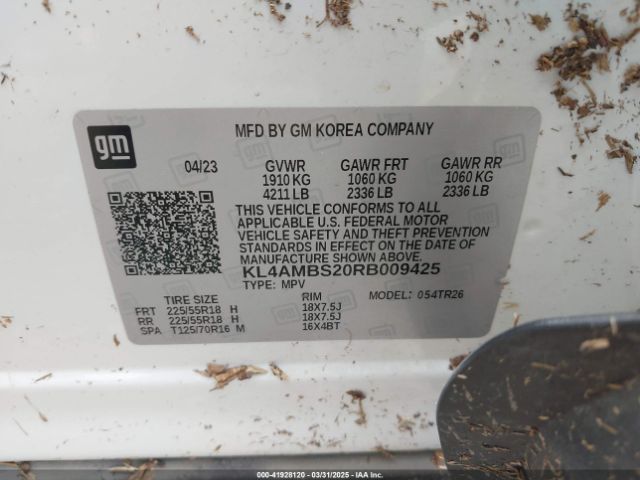 gm
MFD BY GM KOREA COMPANY
04/23 GVWR GAWR FRT GAWR RR
1910 KG 1060 KG 1060 KG
4211 LB 2336 LB 2336 LB
THIS VEHICLE CONFORMS TO ALL
APPLICABLE U.S. FEDERAL MOTOR
VEHICLE SAFETY AND THEFT PREVENTION
STANDARDS IN EFFECT ON THE DATE OF
MANUFACTURE SHOWN ABOVE.
KL4AMBS20RB009425
TYPE: MPV
TIRE SIZE RIM MODEL: 054TR26
FRT 225/55R18 H 18X7.5J
RR 225/55R18 H 18X7.5J
SPA T125/70R16 M 16X4BT
000-41928120 - 03/31/2025 - IAAI.COM